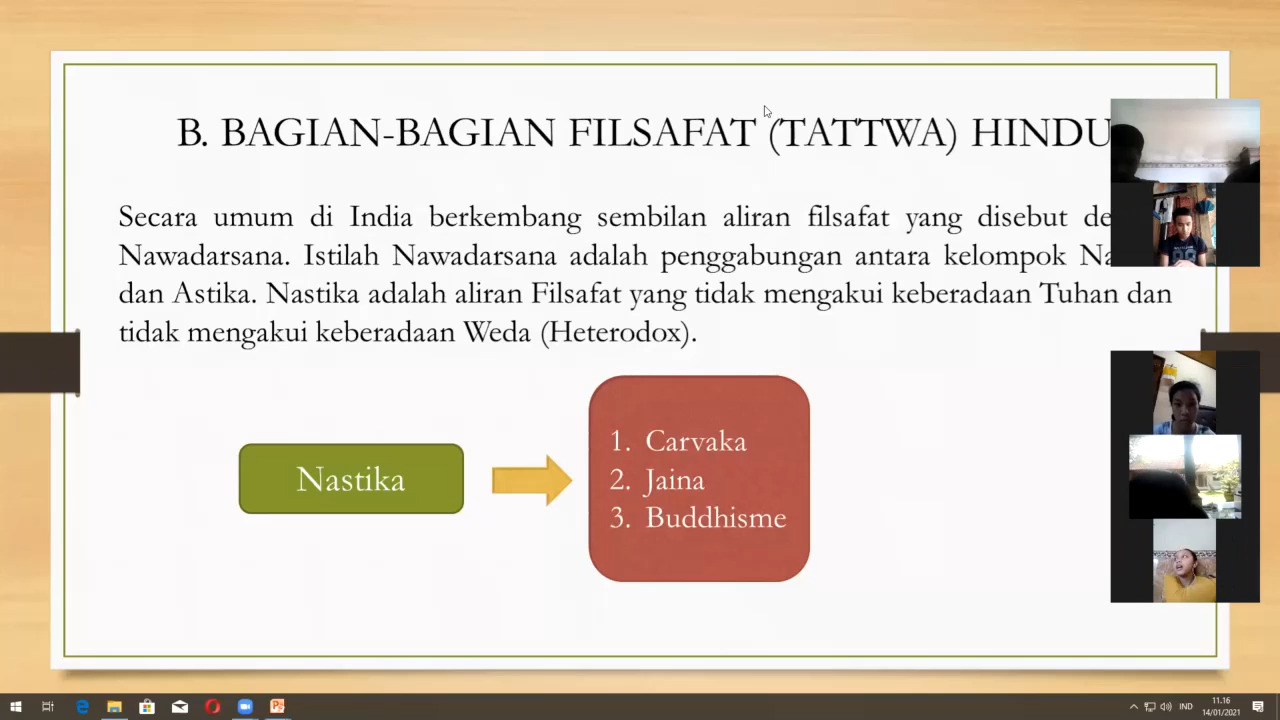 B. BAGIAN-BAGIAN FILSAFAT (TATTWA) HINDU
Secara umum di India berkembang sembilan aliran filsafat yang disebut
Nawadarsana. Istilah Nawadarsana adalah penggabungan antara kelompok
dan Astika. Nastika adalah aliran Filsafat yang tidak mengakui keberadaan Tuhan dan
tidak mengakui keberadaan Weda (Heterodox).
Nastika
1. Carvaka
2. Jaina
3. Buddhisme
IND
11.16
14/01/2021